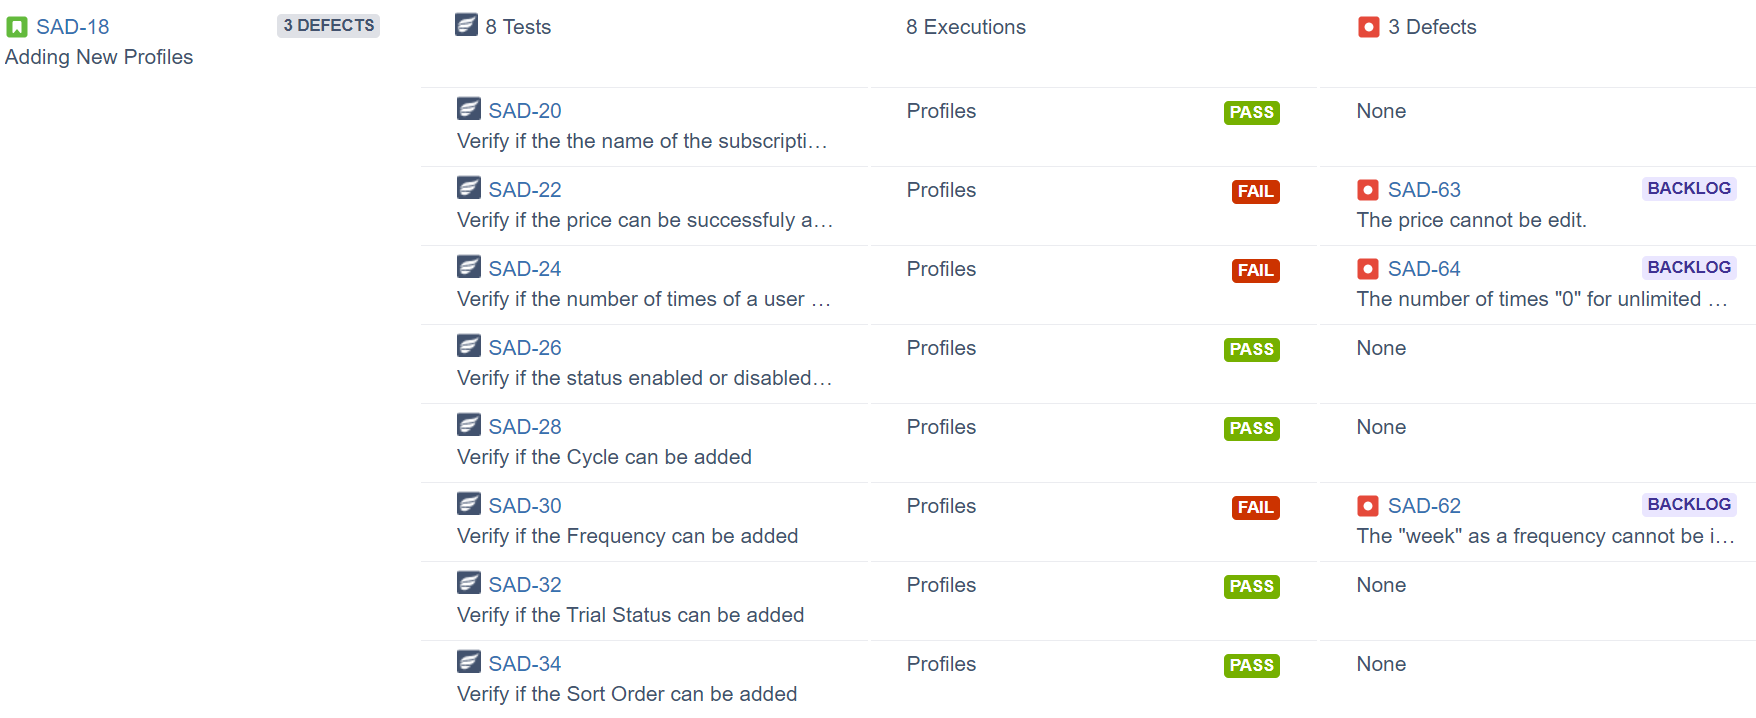 SAD-18 3 DEFECTS 8 Tests 8 Executions 3 Defects
Adding New Profiles
SAD-20 Profiles PASS None
Verify if the the name of the subscripti…
SAD-22 Profiles FAIL SAD-63 BACKLOG
Verify if the price can be successfuly a… The price cannot be edit.
SAD-24 Profiles FAIL SAD-64 BACKLOG
Verify if the number of times of a user … The number of times "0" for unlimited …
SAD-26 Profiles PASS None
Verify if the status enabled or disabled…
SAD-28 Profiles PASS None
Verify if the Cycle can be added
SAD-30 Profiles FAIL SAD-62 BACKLOG
Verify if the Frequency can be added The "week" as a frequency cannot be i…
SAD-32 Profiles PASS None
Verify if the Trial Status can be added
SAD-34 Profiles PASS None
Verify if the Sort Order can be added